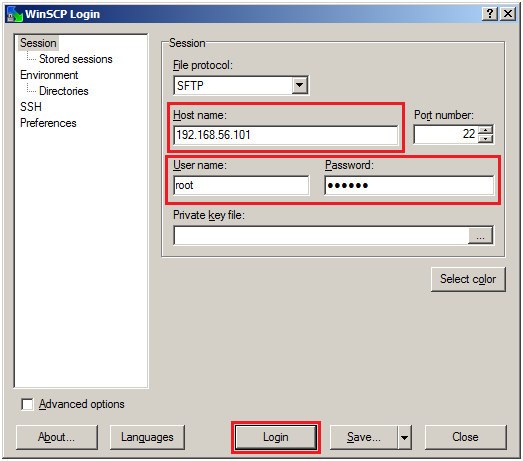 WinSCP Login
Session
Stored sessions
Environment
Directories
SSH
Preferences
Session
File protocol:
SFTP
Host name:
Port number:
192.168.56.101
22
User name:
Password:
root
●●●●●●
Private key file:
...
Select color
Advanced options
About...
Languages
Login
Save...
Close